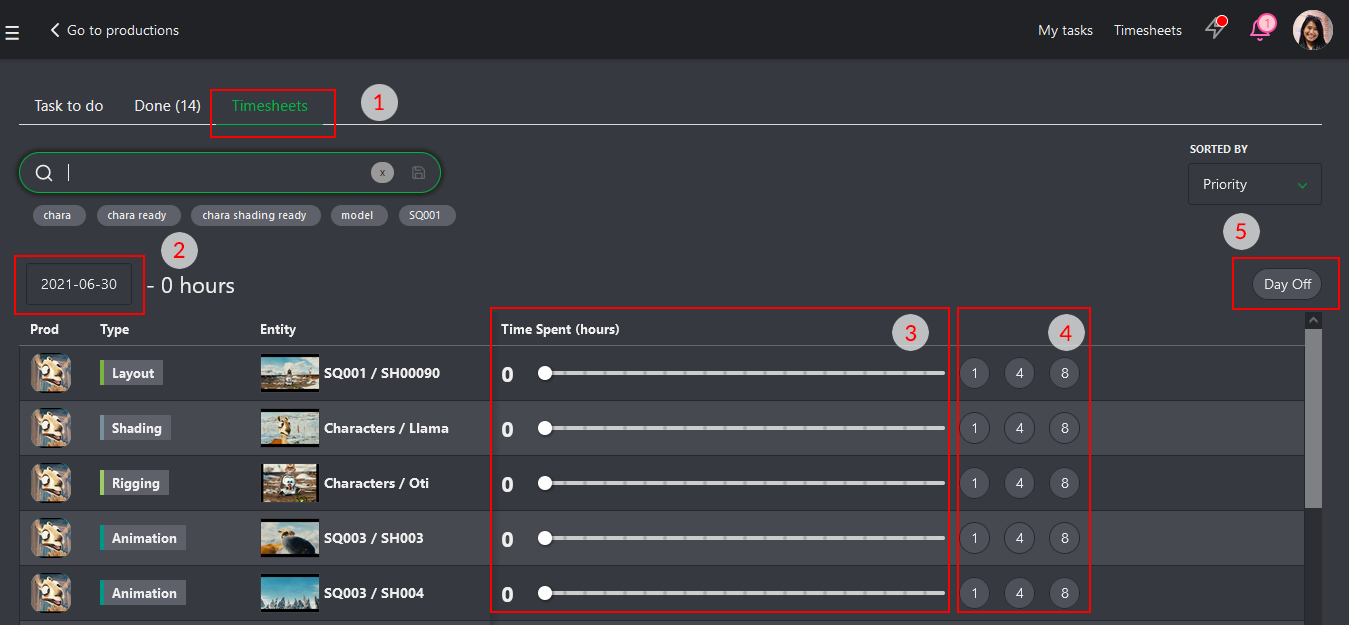 Go to productions My tasks Timesheets 1
Task to do Done (14) Timesheets 1
SORTED BY
x
Priority
chara chara ready chara shading ready model SQ001
2 5
2021-06-30 - 0 hours Day Off
Prod Type Entity Time Spent (hours) 3 4
Layout SQ001 / SH00090 0 1 4 8
Shading Characters / Llama 0 1 4 8
Rigging Characters / Oti 0 1 4 8
Animation SQ003 / SH003 0 1 4 8
Animation SQ003 / SH004 0 1 4 8